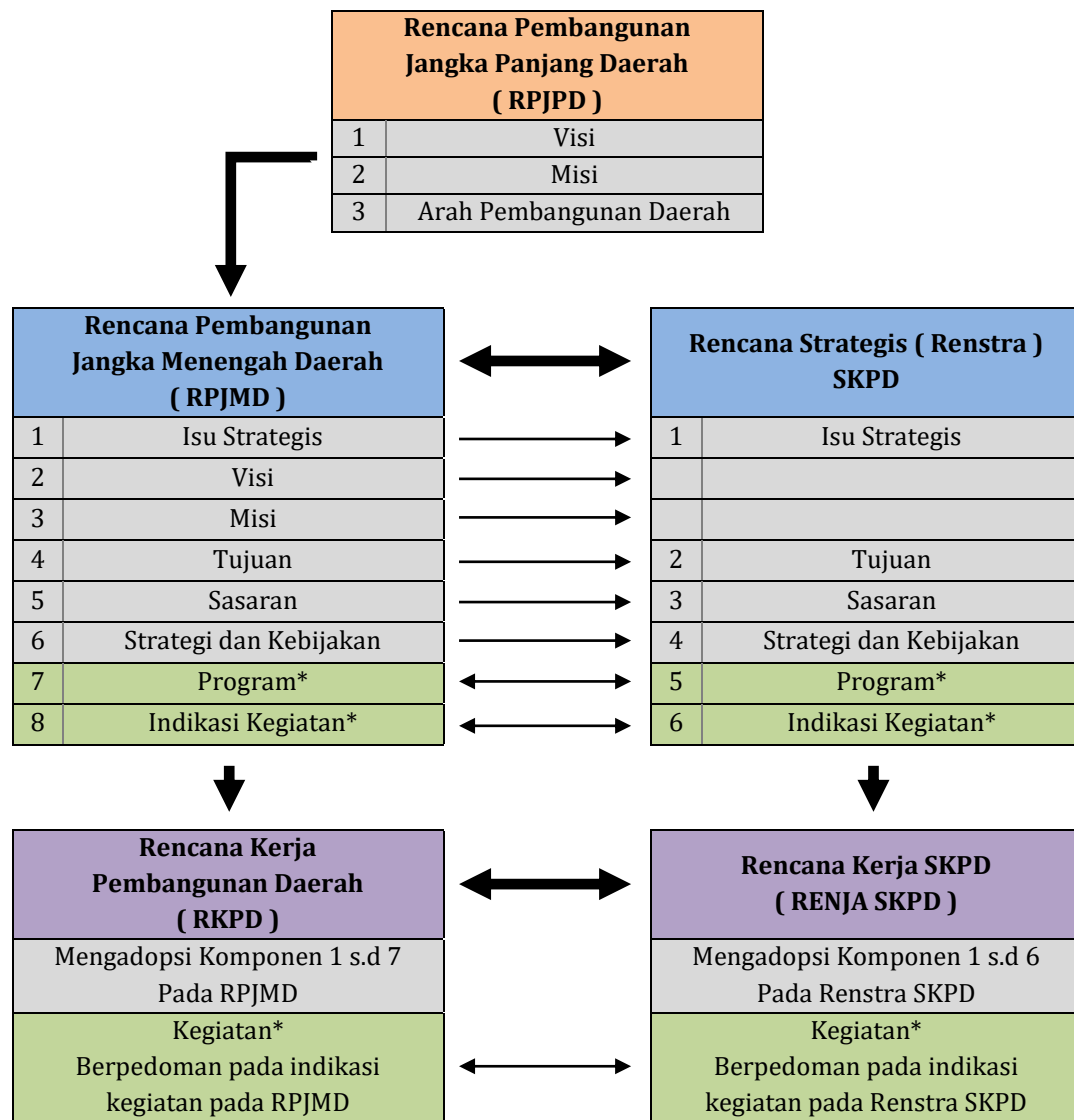 Rencana Pembangunan
Jangka Panjang Daerah
( RPJPD )
1 Visi
2 Misi
3 Arah Pembangunan Daerah
Rencana Pembangunan
Jangka Menengah Daerah
( RPJMD )
1 Isu Strategis
2 Visi
3 Misi
4 Tujuan
5 Sasaran
6 Strategi dan Kebijakan
7 Program*
8 Indikasi Kegiatan*
Rencana Strategis ( Renstra )
SKPD
1 Isu Strategis
2 Tujuan
3 Sasaran
4 Strategi dan Kebijakan
5 Program*
6 Indikasi Kegiatan*
Rencana Kerja
Pembangunan Daerah
( RKPD )
Mengadopsi Komponen 1 s.d 7
Pada RPJMD
Kegiatan*
Berpedoman pada indikasi
kegiatan pada RPJMD
Rencana Kerja SKPD
( RENJA SKPD )
Mengadopsi Komponen 1 s.d 6
Pada Renstra SKPD
Kegiatan*
Berpedoman pada indikasi
kegiatan pada Renstra SKPD